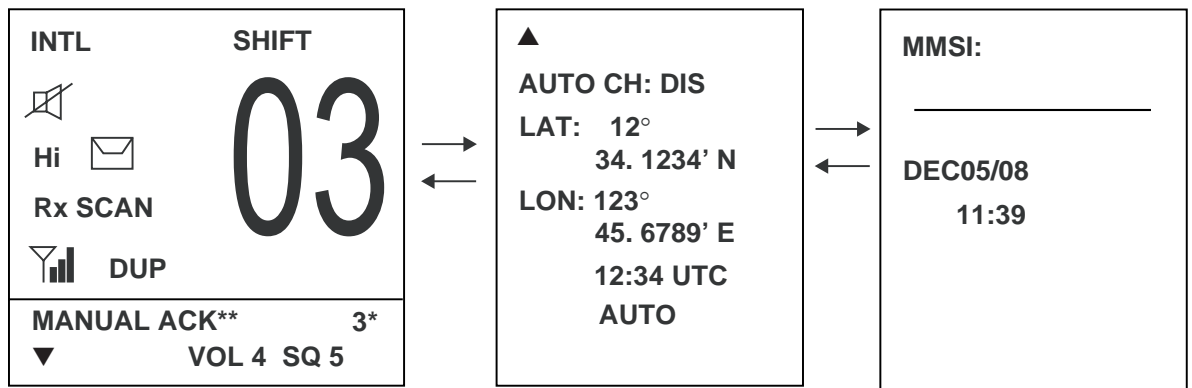 INTL SHIFT
03
Hi
Rx SCAN
DUP
MANUAL ACK** 3*
▼ VOL 4 SQ 5
▲
AUTO CH: DIS
LAT: 12°
34. 1234’ N
LON: 123°
45. 6789’ E
12:34 UTC
AUTO
MMSI:
DEC05/08
11:39